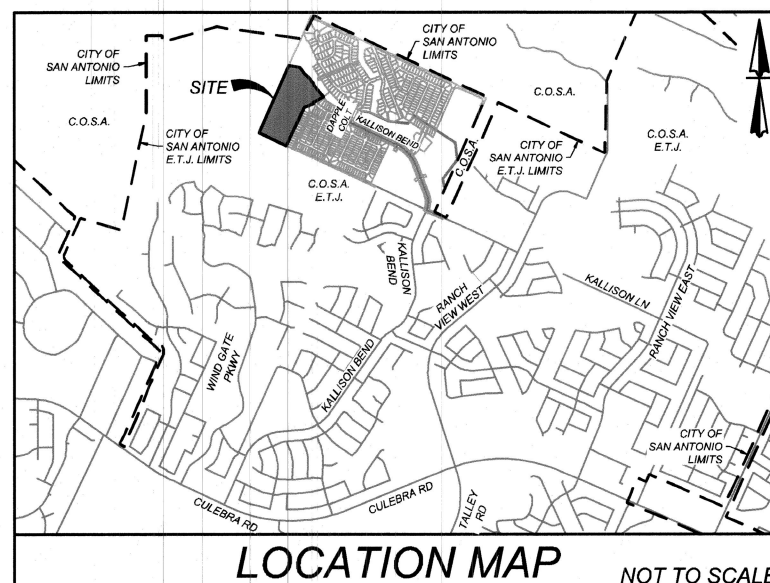 CITY OF
SAN ANTONIO
LIMITS
CITY OF
SAN ANTONIO
LIMITS
SITE
C.O.S.A.
C.O.S.A.
CITY OF
SAN ANTONIO
E.T.J. LIMITS
DAPPLE
COLT
KALLISON BEND
C.O.S.A.
CITY OF
SAN ANTONIO
E.T.J. LIMITS
C.O.S.A.
E.T.J.
C.O.S.A.
E.T.J.
KALLISON
BEND
RANCH
VIEW WEST
KALLISON LN
RANCH VIEW EAST
WIND GATE
PKWY
KALLISON BEND
CITY OF
SAN ANTONIO
LIMITS
CULEBRA RD
CULEBRA RD
TALLEY
RD
LOCATION MAP
NOT TO SCALE